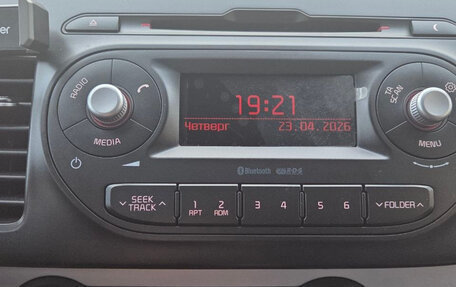 er
RADIO
MEDIA
19:21
Четверг 23.04.2026
TA
SCAN
MENU
Bluetooth
SEEK
TRACK
1
RPT
2
RDM
3
4
5
6
FOLDER